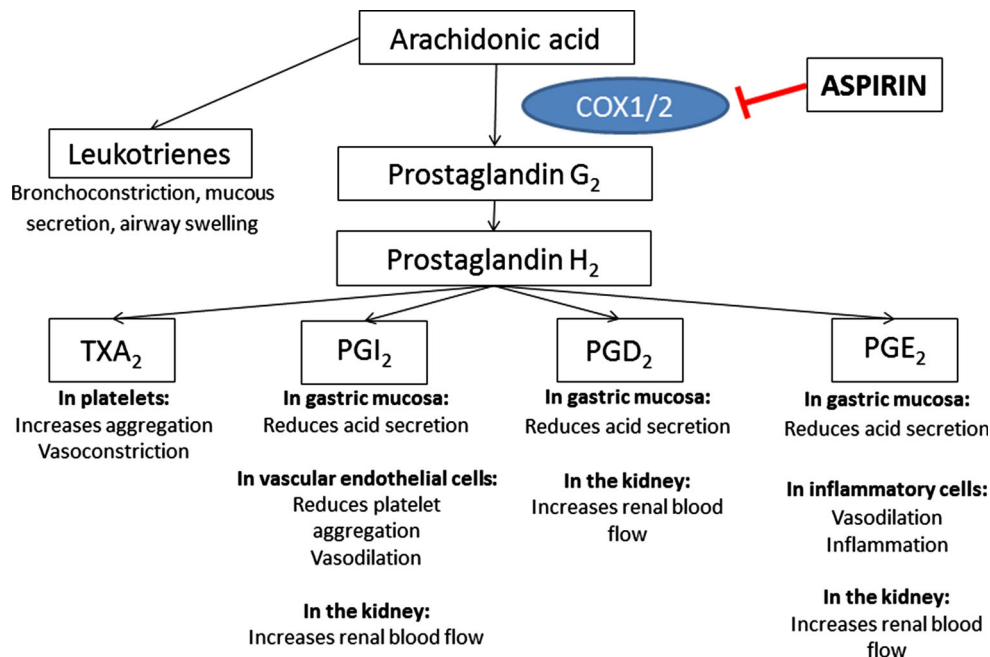 Arachidonic acid
COX1/2
ASPIRIN
Leukotrienes
Bronchoconstriction, mucous
secretion, airway swelling
Prostaglandin G₂
Prostaglandin H₂
TXA₂
In platelets:
Increases aggregation
Vasoconstriction
PGI₂
In gastric mucosa:
Reduces acid secretion
In vascular endothelial cells:
Reduces platelet
aggregation
Vasodilation
In the kidney:
Increases renal blood flow
PGD₂
In gastric mucosa:
Reduces acid secretion
In the kidney:
Increases renal blood
flow
PGE₂
In gastric mucosa:
Reduces acid secretion
In inflammatory cells:
Vasodilation
Inflammation
In the kidney:
Increases renal blood
flow